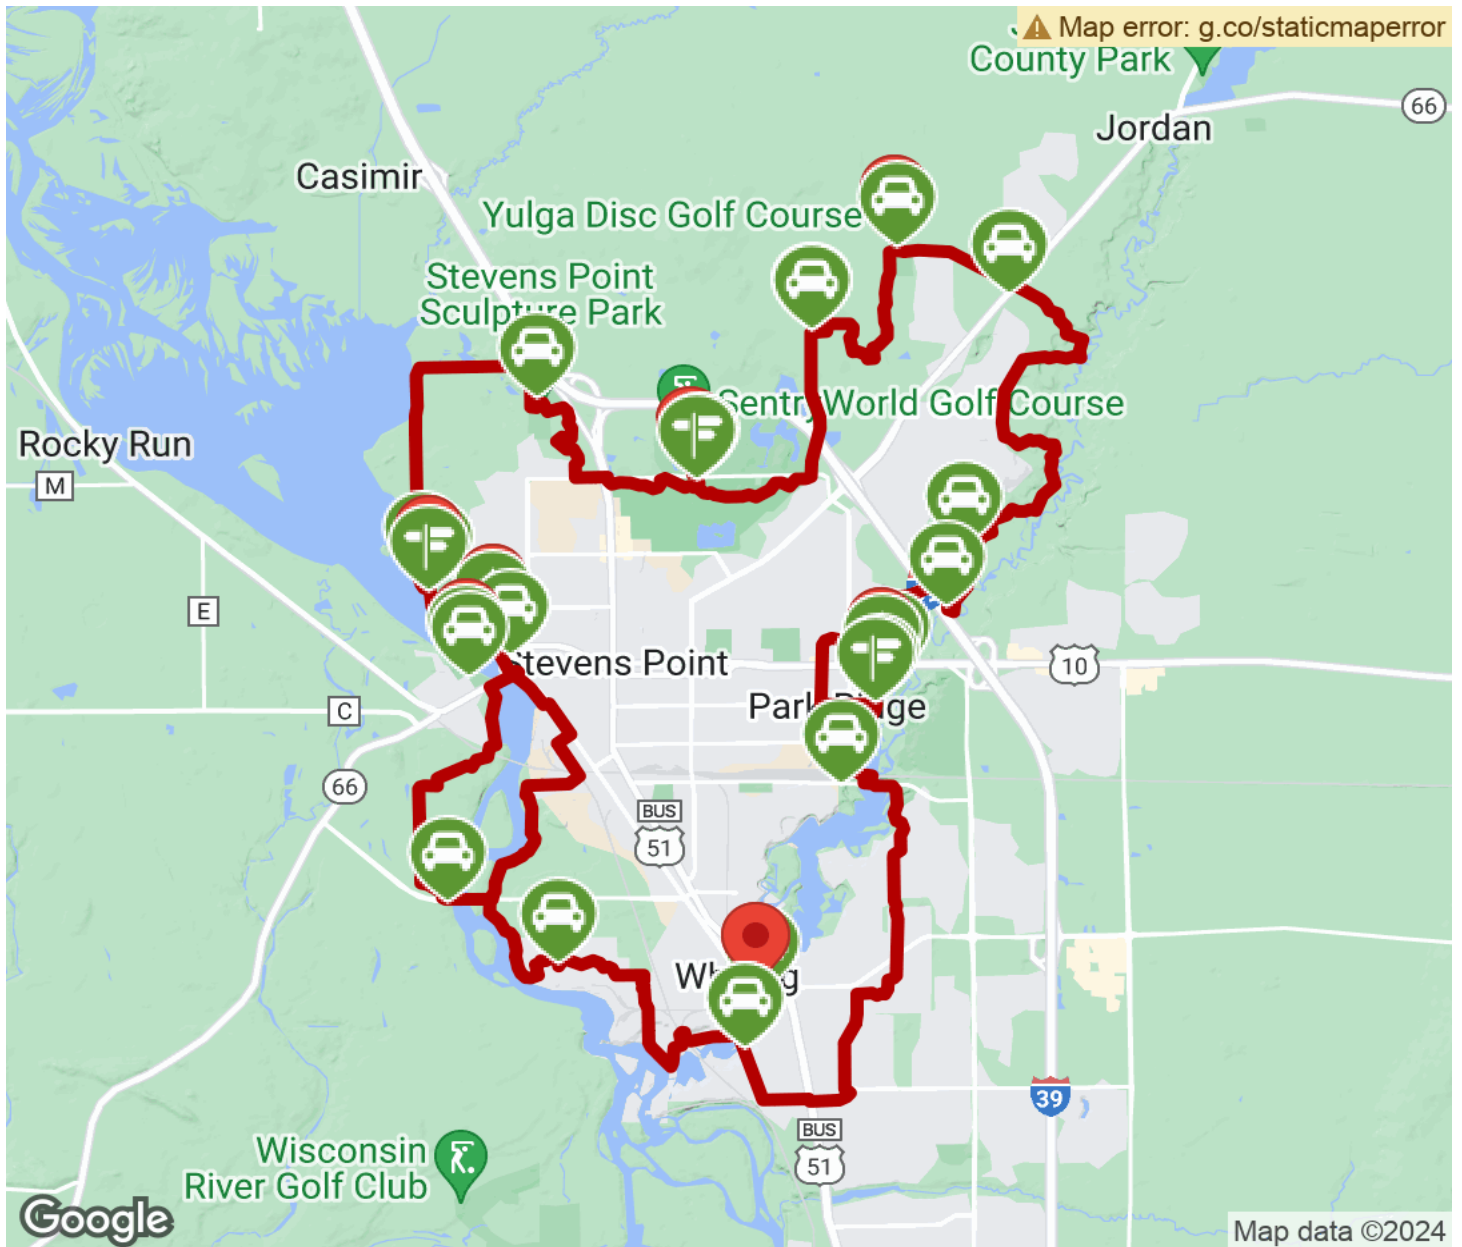 Map error: g.co/staticmaperror
County Park
66
Jordan
Casimir
Yulga Disc Golf Course
Stevens Point
Sculpture Park
SentryWorld Golf Course
Rocky Run
M
E
Stevens Point
10
C
Park Ridge
66
BUS
51
39
BUS
51
Wisconsin
River Golf Club
Google
Map data ©2024